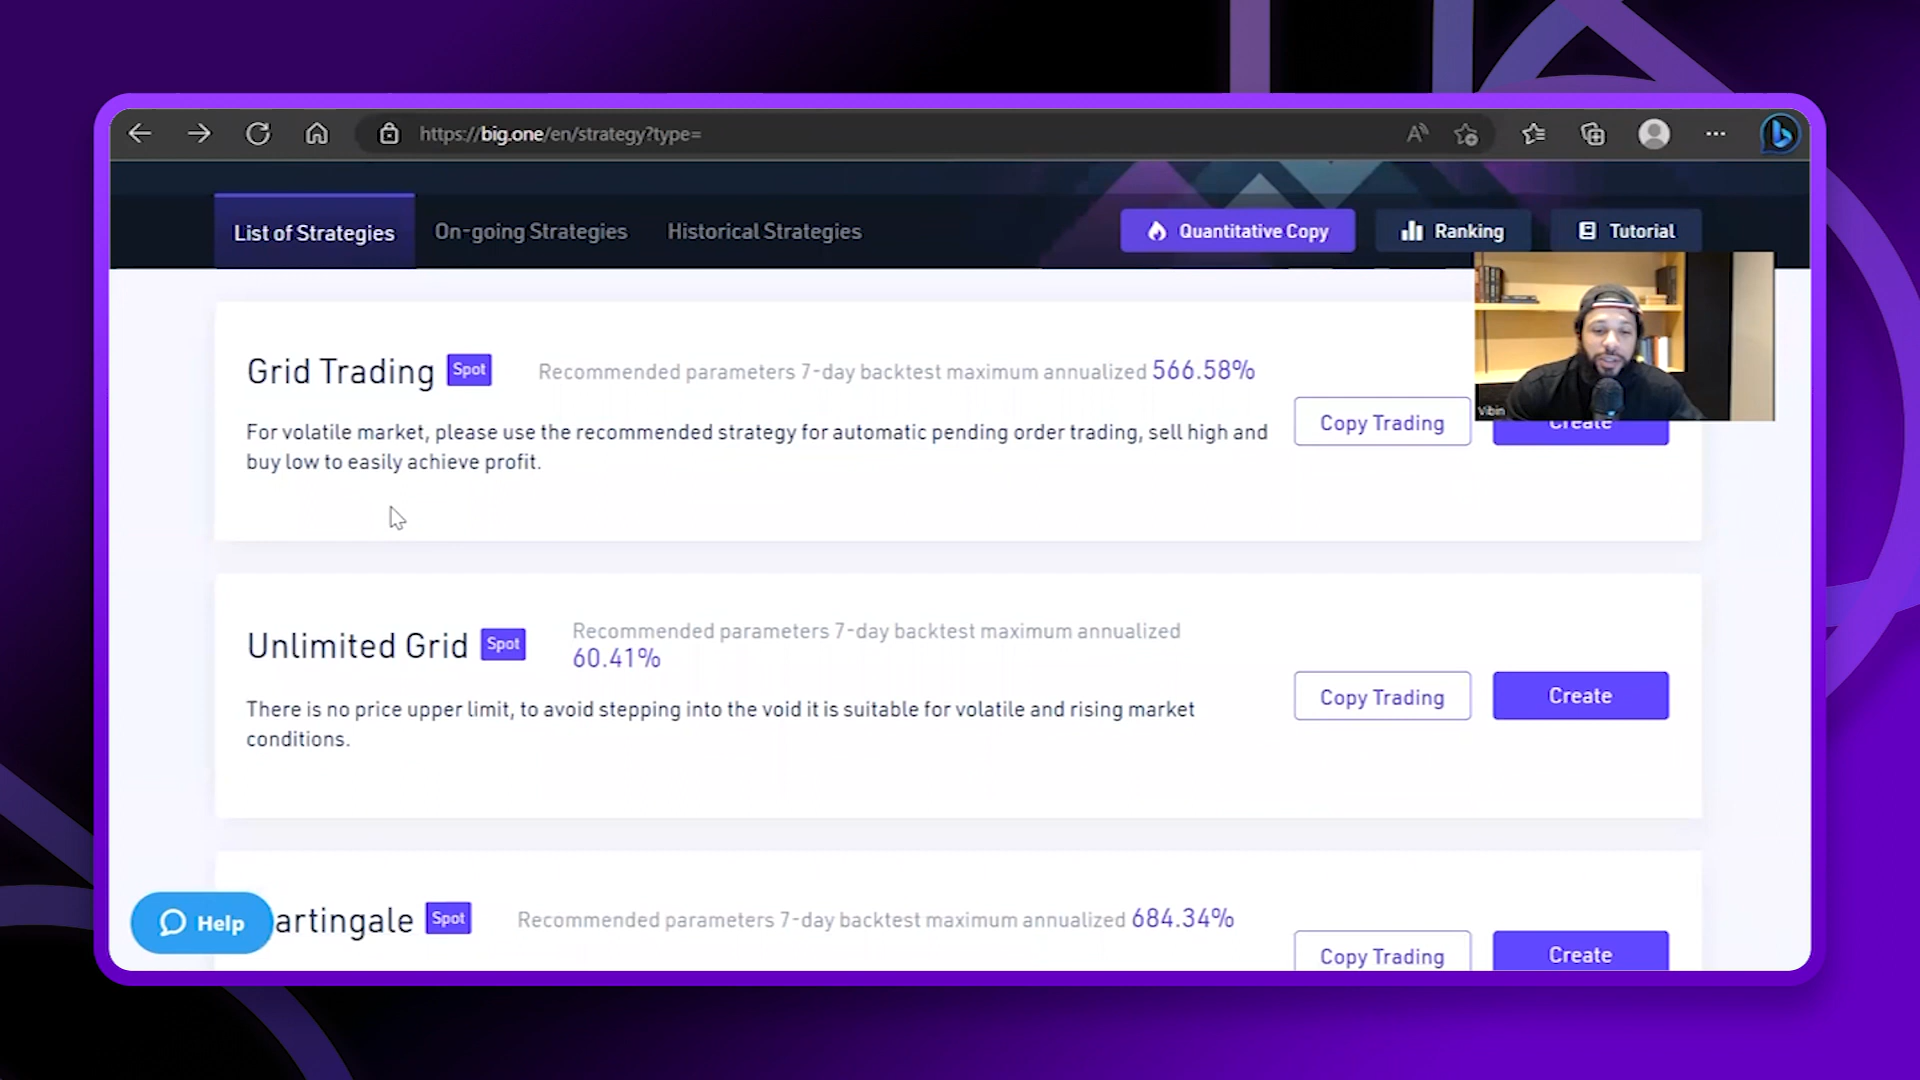 https://big.one/en/strategy?type=
List of Strategies
On-going Strategies
Historical Strategies
Quantitative Copy
Ranking
Tutorial
Grid Trading
Spot
Recommended parameters 7-day backtest maximum annualized 566.58%
For volatile market, please use the recommended strategy for automatic pending order trading, sell high and
buy low to easily achieve profit.
Copy Trading
Create
Vibin
Unlimited Grid
Spot
Recommended parameters 7-day backtest maximum annualized
60.41%
There is no price upper limit, to avoid stepping into the void it is suitable for volatile and rising market
conditions.
Copy Trading
Create
Help
artingale
Spot
Recommended parameters 7-day backtest maximum annualized 684.34%
Copy Trading
Create